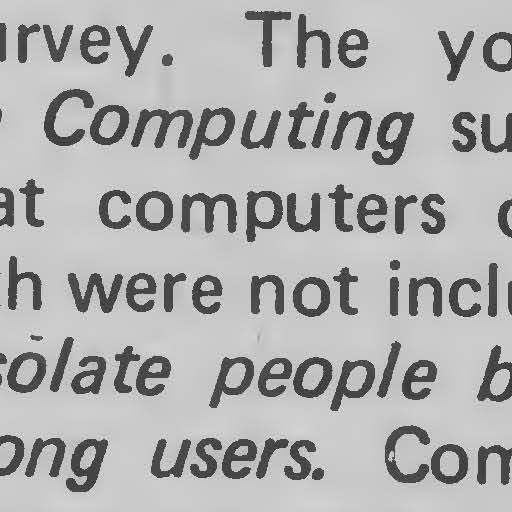 urvey. The yo
Computing su
at computers
h were not inclu
solate people b
ong users. Com